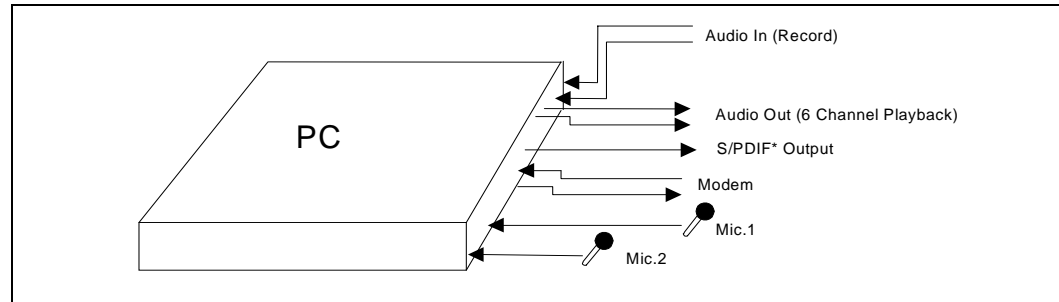 Audio In (Record)
Audio Out (6 Channel Playback)
PC
S/PDIF* Output
Modem
Mic.1
Mic.2